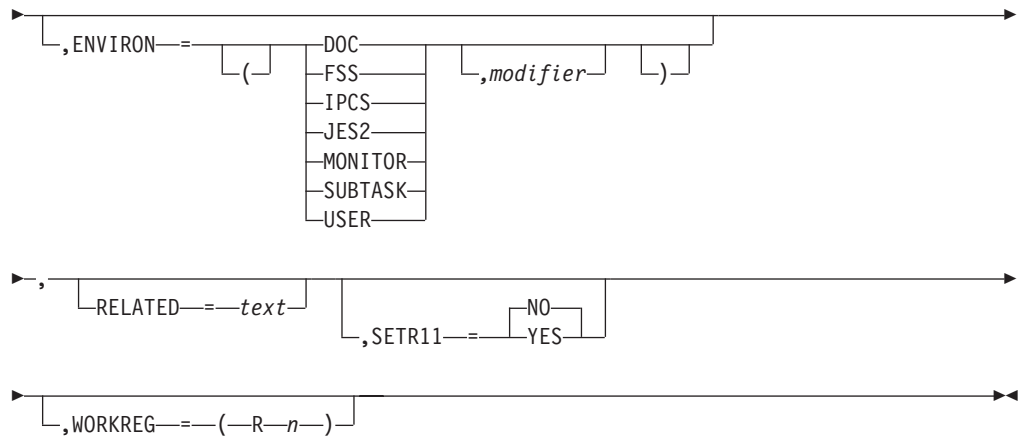 ,ENVIRON = ( DOC ,modifier )
FSS
IPCS
JES2
MONITOR
SUBTASK
USER
, RELATED = text ,SETR11 = NO
YES
,WORKREG = ( R n )